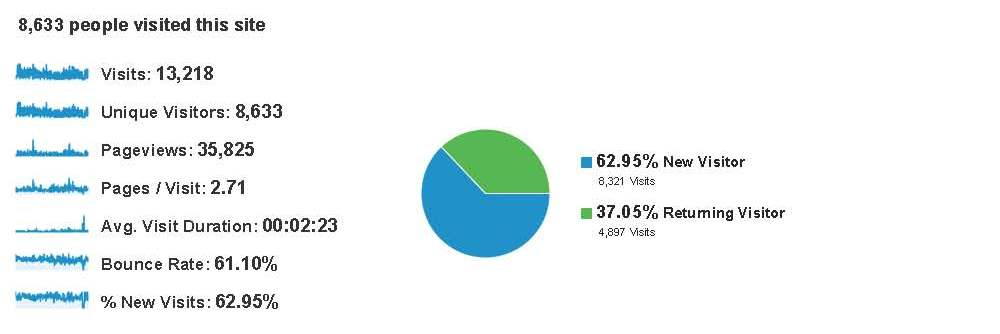 8,633 people visited this site
Visits: 13,218
Unique Visitors: 8,633
Pageviews: 35,825
Pages / Visit: 2.71
Avg. Visit Duration: 00:02:23
Bounce Rate: 61.10%
% New Visits: 62.95%
62.95% New Visitor
8,321 Visits
37.05% Returning Visitor
4,897 Visits